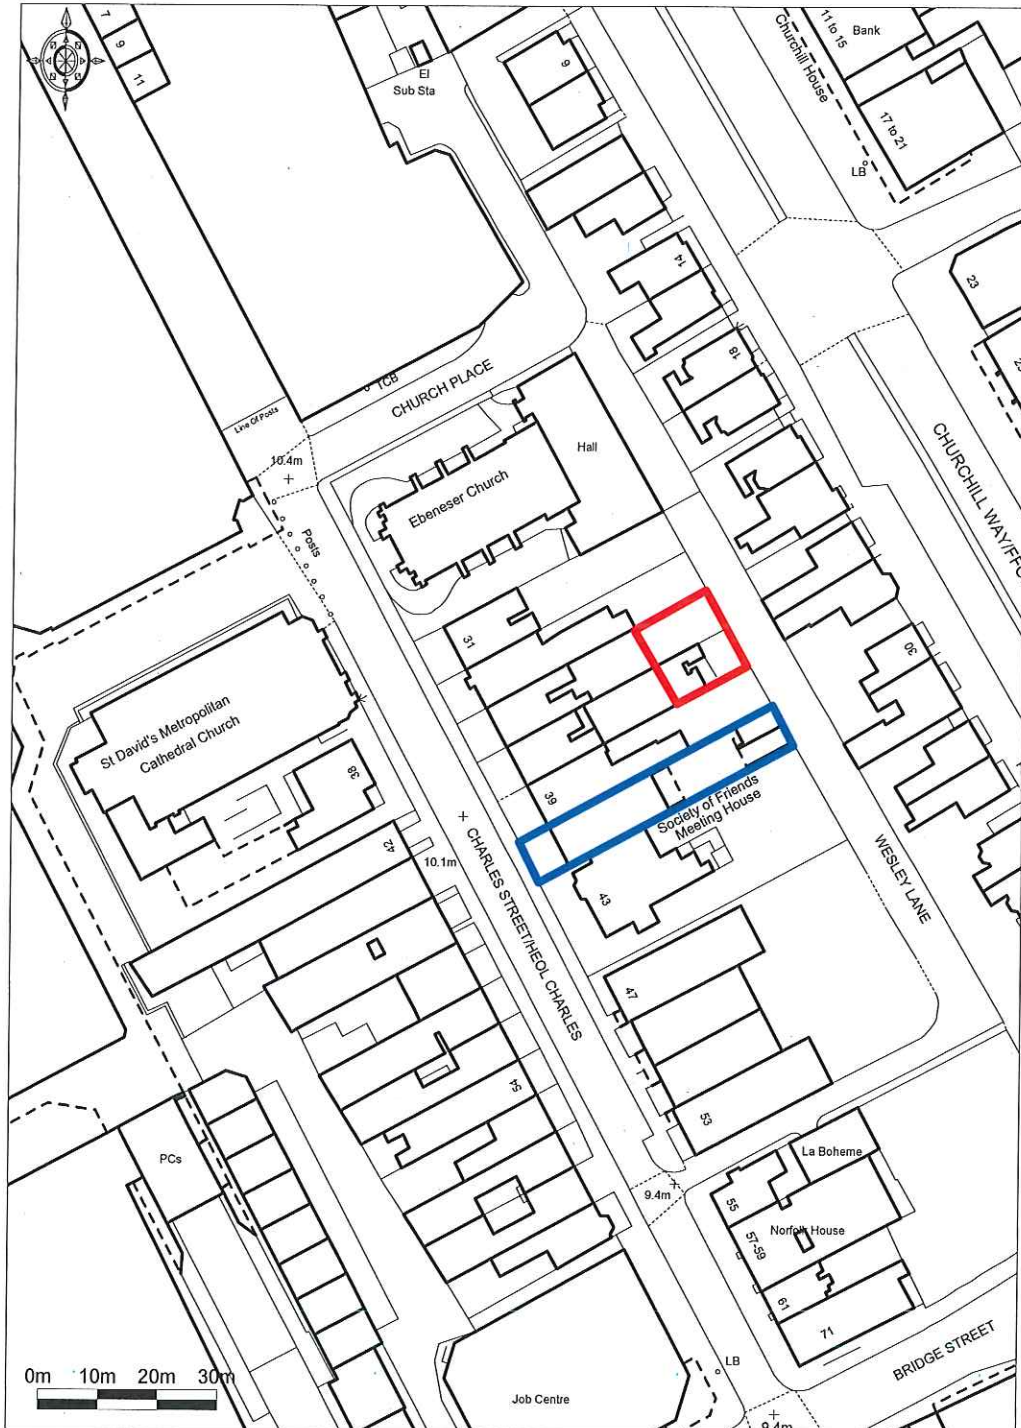 7
9
11
El
Sub Sta
9
Churchill House
11 to 15
Bank
17 to 21
LB
14
23
18
TCB
CHURCH PLACE
Line Of Posts
10.4m
Posts
Ebeneser Church
Hall
CHURCHILL WAY/FFO
31
30
St David's Metropolitan
Cathedral Church
38
39
Society of Friends
Meeting House
42
10.1m
43
CHARLES STREET/HEOL CHARLES
WESLEY LANE
47
54
53
PCs
La Boheme
9.4m
55
57-59
Norfolk House
61
71
LB
BRIDGE STREET
0m 10m 20m 30m
Job Centre
9.4m